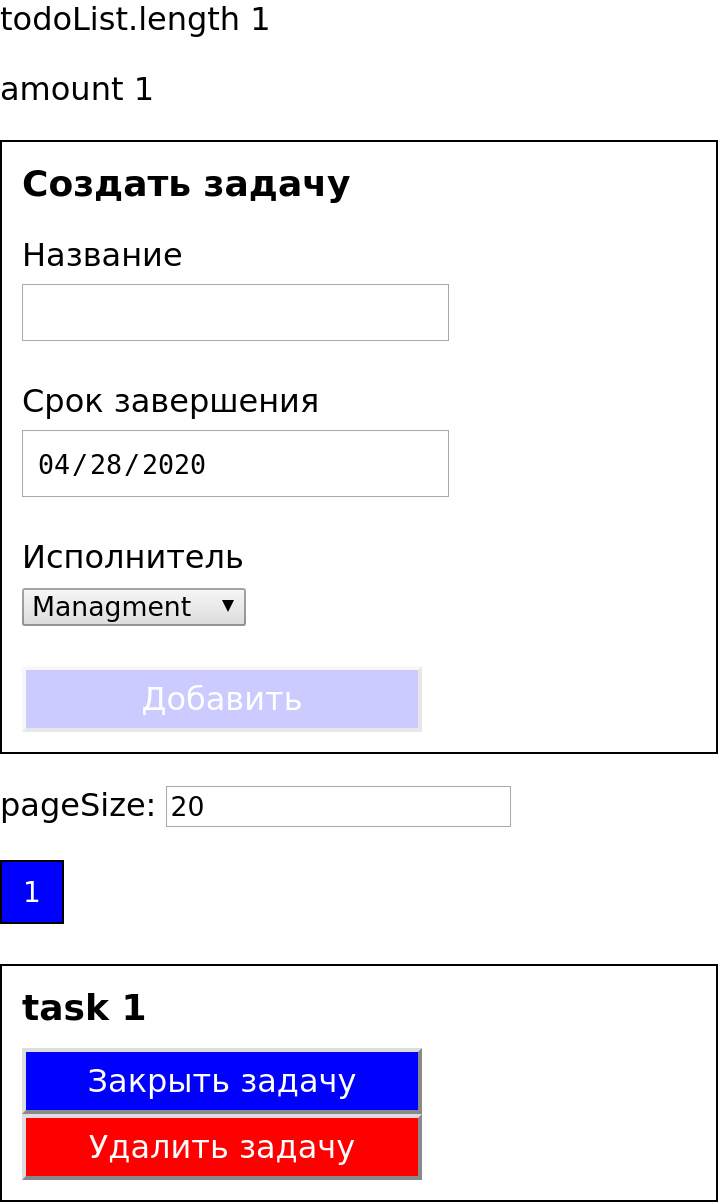 todoList.length 1
amount 1
Создать задачу
Название
Срок завершения
04/28/2020
Исполнитель
Managment ▼
Добавить
pageSize: 20
1
task 1
Закрыть задачу
Удалить задачу